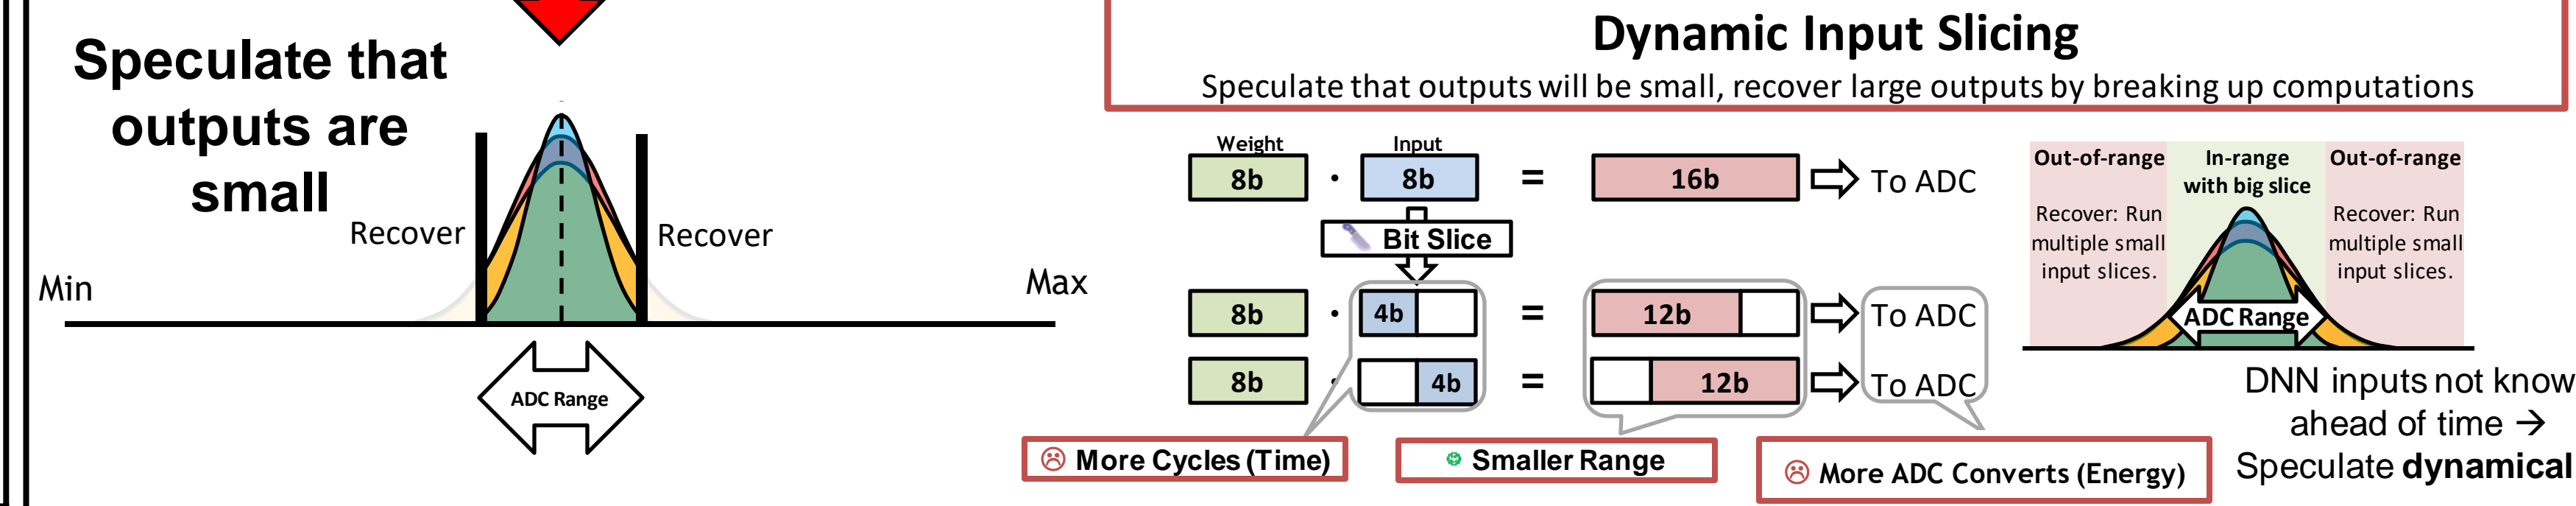 Speculate that
outputs are
small
Recover
Recover
Min
Max
ADC Range
Dynamic Input Slicing
Speculate that outputs will be small, recover large outputs by breaking up computations
Weight
Input
8b
·
8b
=
16b
To ADC
Bit Slice
8b
·
4b
=
12b
To ADC
8b
·
4b
=
12b
To ADC
More Cycles (Time)
Smaller Range
More ADC Converts (Energy)
Out-of-range
Recover: Run
multiple small
input slices.
In-range
with big slice
Out-of-range
Recover: Run
multiple small
input slices.
ADC Range
DNN inputs not know
ahead of time →
Speculate dynamical